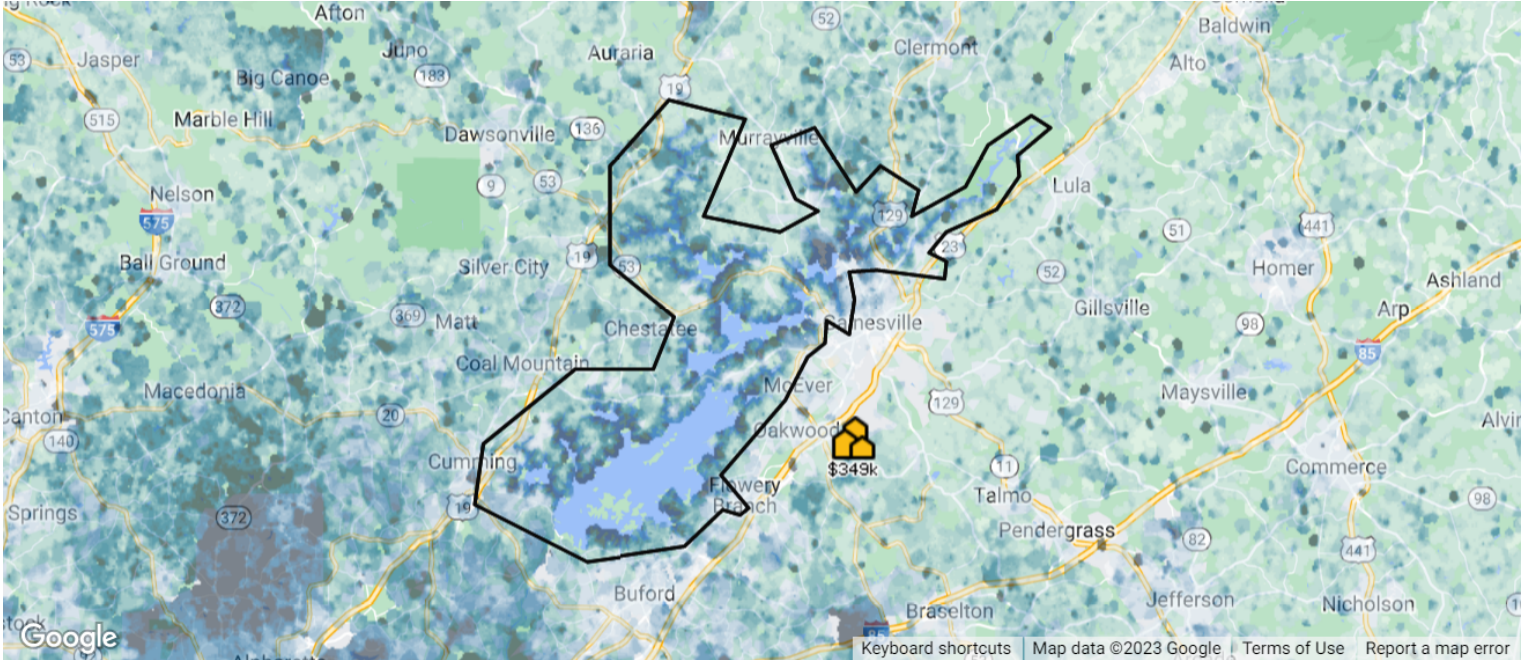 Afton
52
Baldwin
53
Jasper
Juno
Auraria
Clermont
Alto
Big Canoe
183
19
515
Marble Hill
Dawsonville
136
Murrayville
Nelson
9
53
Lula
575
129
51
441
Ball Ground
Silver City
19
53
23
52
Homer
Ashland
372
369
Matt
Chestatee
Gainesville
Gillsville
98
Arp
575
Coal Mountain
85
Macedonia
McEver
Maysville
Canton
20
129
140
Oakwood
Cumming
$349k
11
Commerce
Springs
372
19
Flowery
Branch
Talmo
98
Pendergrass
82
441
Buford
Braselton
Jefferson
Nicholson
85
Google
Keyboard shortcuts
Map data ©2023 Google
Terms of Use
Report a map error